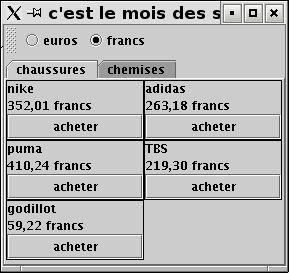 c'est le mois des s
euros francs
chaussures chemises
nike adidas
352,01 francs 263,18 francs
acheter acheter
puma TBS
410,24 francs 219,30 francs
acheter acheter
godillot
59,22 francs
acheter